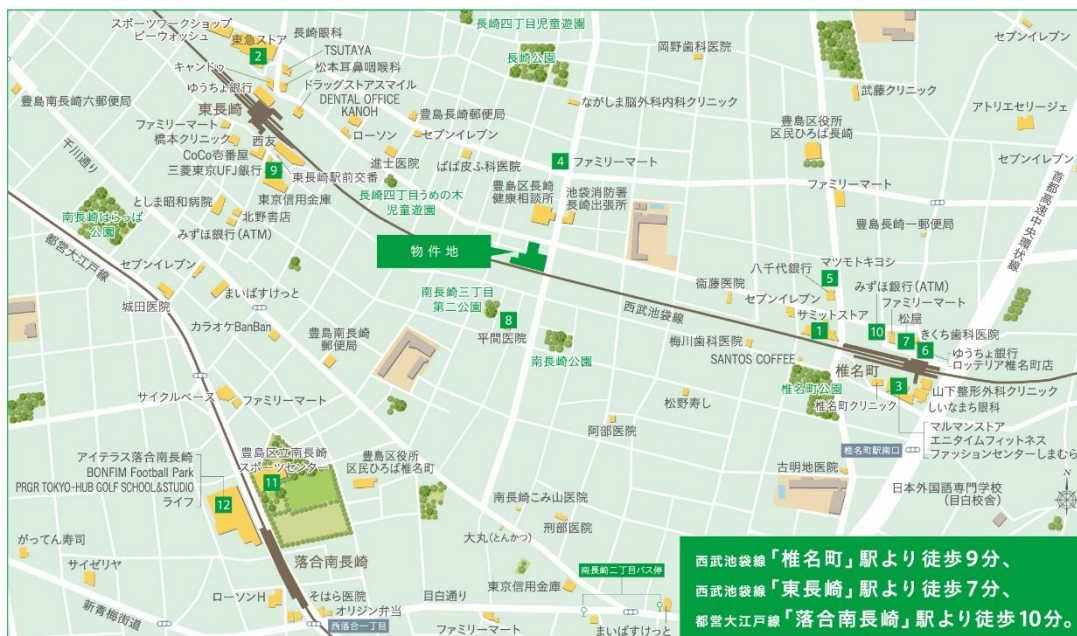 スポーツワークショップ
ビーウォッシュ
東急ストア
2
長崎眼科
TSUTAYA
キャンドゥ
松本耳鼻咽喉科
ゆうちょ銀行
ドラッグストアスマイル
DENTAL OFFICE
KANOH
東長崎
豊島南長崎六郵便局
ファミリーマート
橋本クリニック
西友
CoCo壱番屋
三菱東京UFJ銀行
9
東長崎駅前交番
東京信用金庫
ローソン
豊島長崎郵便局
セブンイレブン
進士医院
ばば皮ふ科医院
長崎四丁目児童遊園
長崎公園
岡野歯科医院
ながしま脳外科内科クリニック
セブンイレブン
武藤クリニック
アトリエセリージェ
豊島区役所
区民ひろば長崎
セブンイレブン
4
ファミリーマート
千川通り
としま昭和病院
北野書店
みずほ銀行(ATM)
南長崎はらっぱ
公園
長崎四丁目うめの木
児童遊園
豊島区長崎
健康相談所
池袋消防署
長崎出張所
ファミリーマート
豊島長崎一郵便局
首都高速中央環状線
物件地
都営大江戸線
セブンイレブン
城田医院
まいばすけっと
カラオケBanBan
豊島南長崎
郵便局
南長崎三丁目
第二公園
8
平間医院
南長崎公園
西武池袋線
八千代銀行
5
マツモトキヨシ
衞藤医院
セブンイレブン
みずほ銀行(ATM)
ファミリーマート
松屋
サミットストア
1
10
7
きくち歯科医院
6
ゆうちょ銀行
ロッテリア椎名町店
梅川歯科医院
SANTOS COFFEE
椎名町
椎名町公園
3
椎名町クリニック
山下整形外科クリニック
しいなまち眼科
マルマンストア
エニタイムフィットネス
ファッションセンターしまむら
椎名町駅南口
松野寿し
阿部医院
古明地医院
日本外国語専門学校
(目白校舎)
サイクルベース
ファミリーマート
アイテラス落合南長崎
BONFIM Football Park
PRGR TOKYO-HUB GOLF SCHOOL&STUDIO
ライフ
12
豊島区立南長崎
スポーツセンター
11
豊島区役所
区民ひろば椎名町
南長崎こみ山医院
刑部医院
大丸(とんかつ)
落合南長崎
がってん寿司
サイゼリヤ
新青梅街道
ローソンH
そはら医院
オリジン弁当
西落合一丁目
目白通り
東京信用金庫
南長崎二丁目バス停
ファミリーマート
まいばすけっと
N
西武池袋線「椎名町」駅より徒歩9分、
西武池袋線「東長崎」駅より徒歩7分、
都営大江戸線「落合南長崎」駅より徒歩10分。